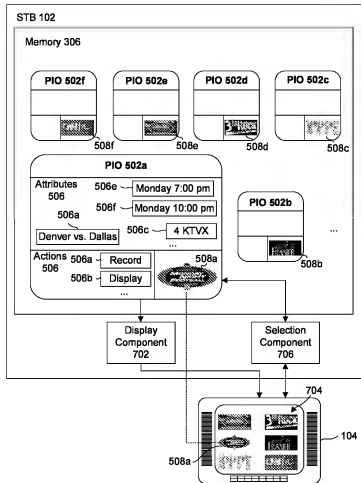 STB 102
Memory 306
PIO 502f
PIO 502e
PIO 502d
PIO 502c
508f
508e
508d
508c
PIO 502a
Attributes
506
506e
Monday 7:00 pm
506f
Monday 10:00 pm
506a
506c
4 KTVX
Denver vs. Dallas
...
Actions
506
506a
Record
506b
Display
...
508a
PIO 502b
508b
...
Display
Component
702
Selection
Component
706
704
104
508a